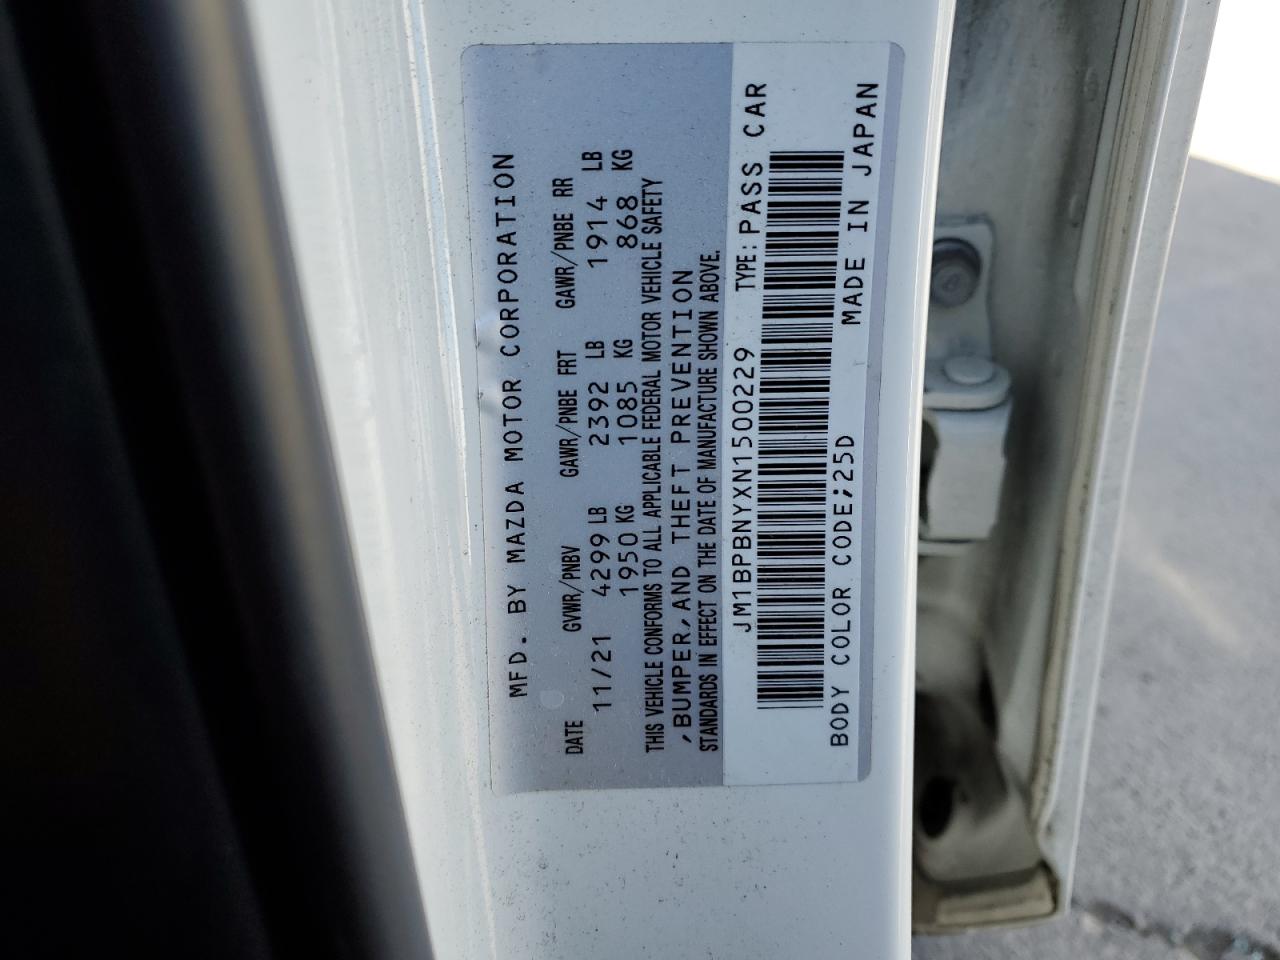 MFD. BY MAZDA MOTOR CORPORATION
DATE GVWR/PNBV GAWR/PNBE FRT GAWR/PNBE RR
11/21 4299 LB 2392 LB 1914 LB
1950 KG 1085 KG 868 KG
THIS VEHICLE CONFORMS TO ALL APPLICABLE FEDERAL MOTOR VEHICLE SAFETY
,BUMPER,AND THEFT PREVENTION
STANDARDS IN EFFECT ON THE DATE OF MANUFACTURE SHOWN ABOVE.
JM1BPBNYXN1500229 TYPE:PASS CAR
BODY COLOR CODE;25D MADE IN JAPAN